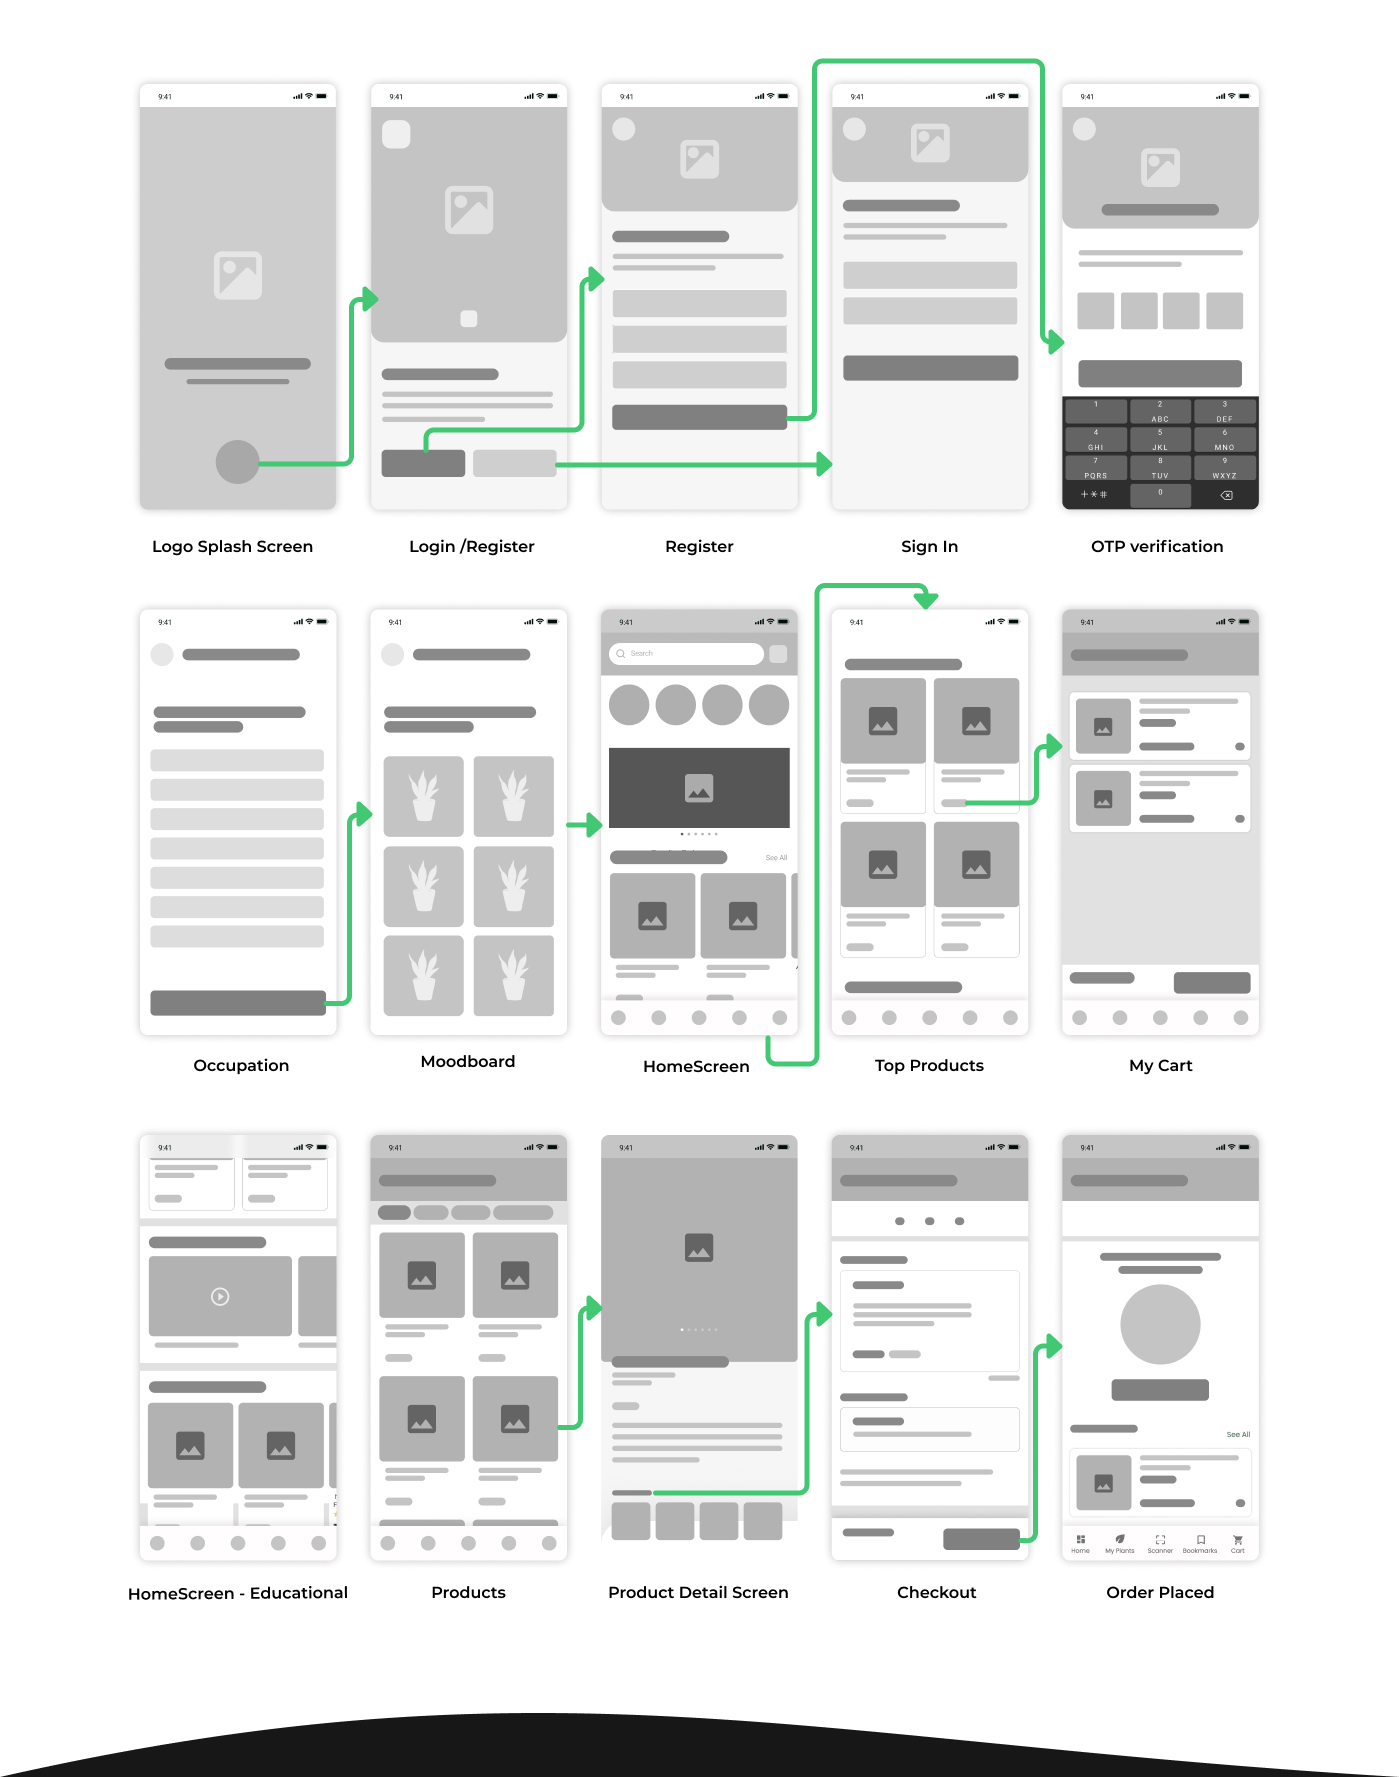 9:41
9:41
9:41
9:41
9:41
1
2 ABC
3 DEF
4 GHI
5 JKL
6 MNO
7 PQRS
8 TUV
9 WXYZ
+ * #
0
Logo Splash Screen
Login /Register
Register
Sign In
OTP verification
9:41
9:41
9:41
9:41
9:41
Search
See All
Occupation
Moodboard
HomeScreen
Top Products
My Cart
9:41
9:41
9:41
9:41
9:41
See All
Home
My Plants
Scanner
Bookmarks
Cart
HomeScreen - Educational
Products
Product Detail Screen
Checkout
Order Placed